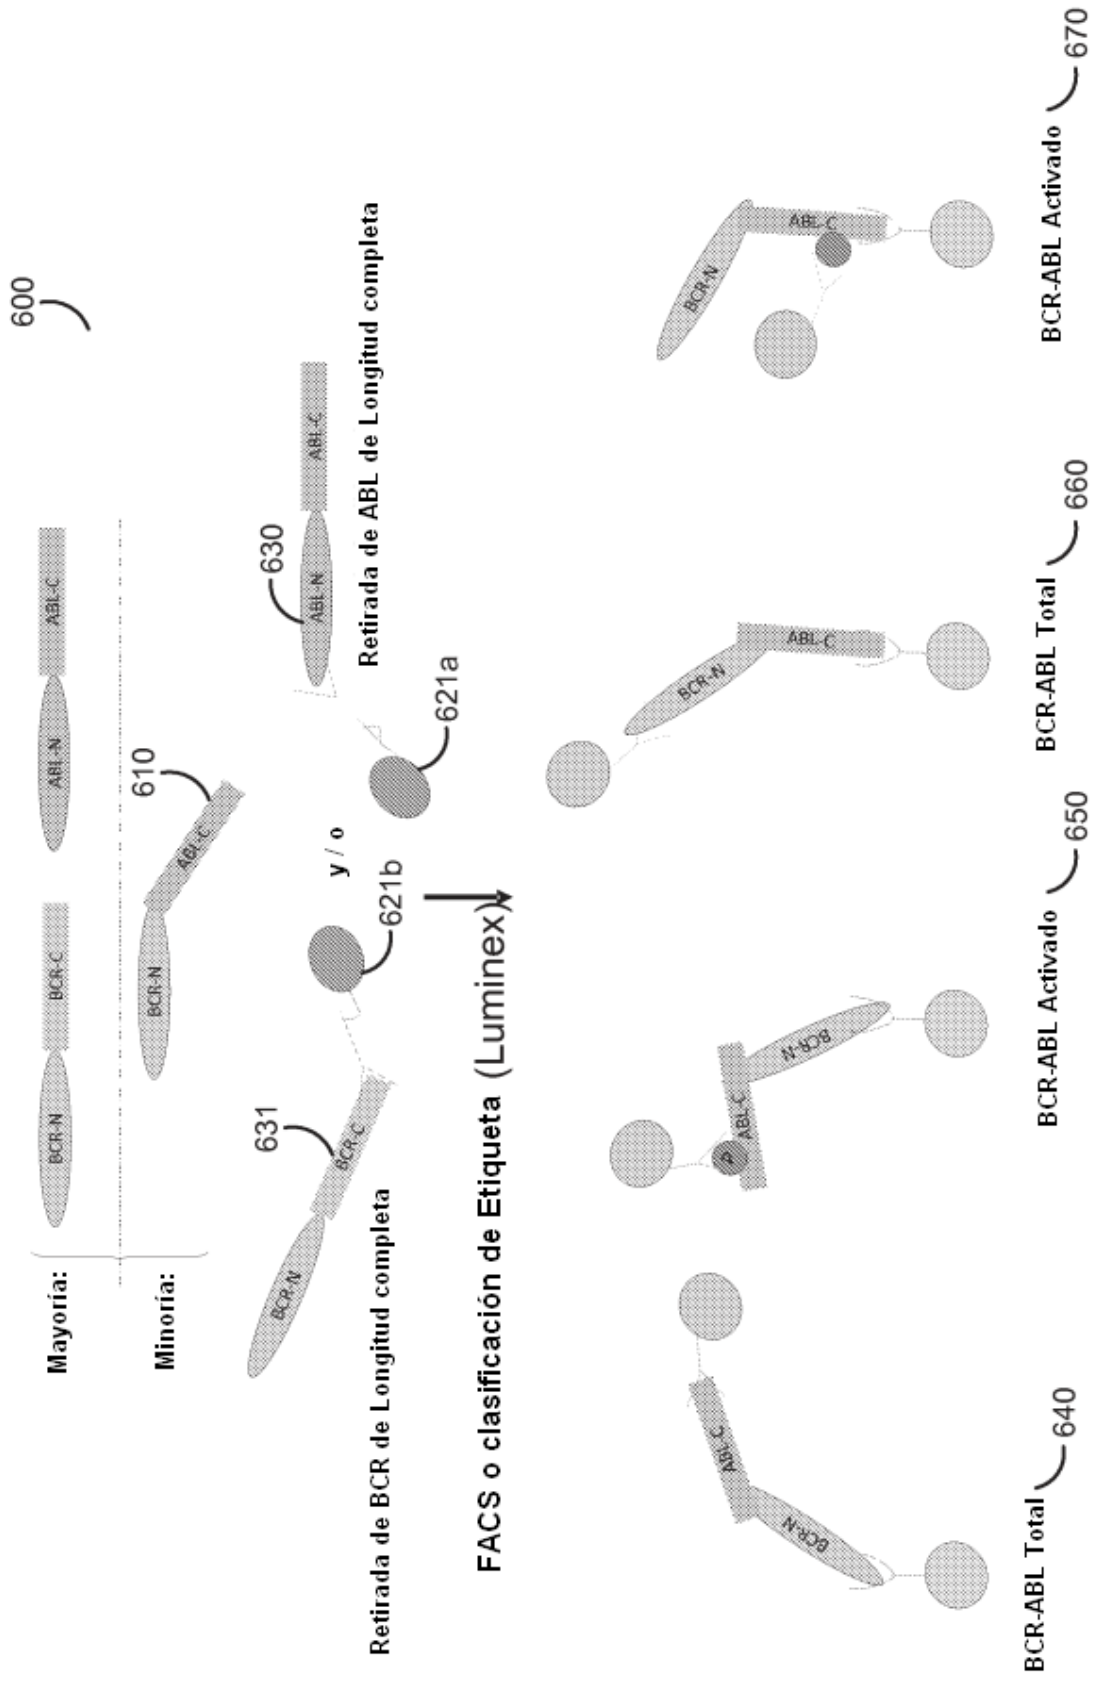 600
Mayoría:
BCR-N
BCR-C
ABL-N
ABL-C
Minoría:
BCR-N
ABL-C
610
631
BCR-N
BCR-C
621b
y / o
621a
630
ABL-N
ABL-C
Retirada de BCR de Longitud completa
Retirada de ABL de Longitud completa
FACS o clasificación de Etiqueta (Luminex)
BCR-N
ABL-C
BCR-N
ABL-C
P
BCR-N
ABL-C
BCR-N
ABL-C
BCR-ABL Total
640
BCR-ABL Activado
650
BCR-ABL Total
660
BCR-ABL Activado
670